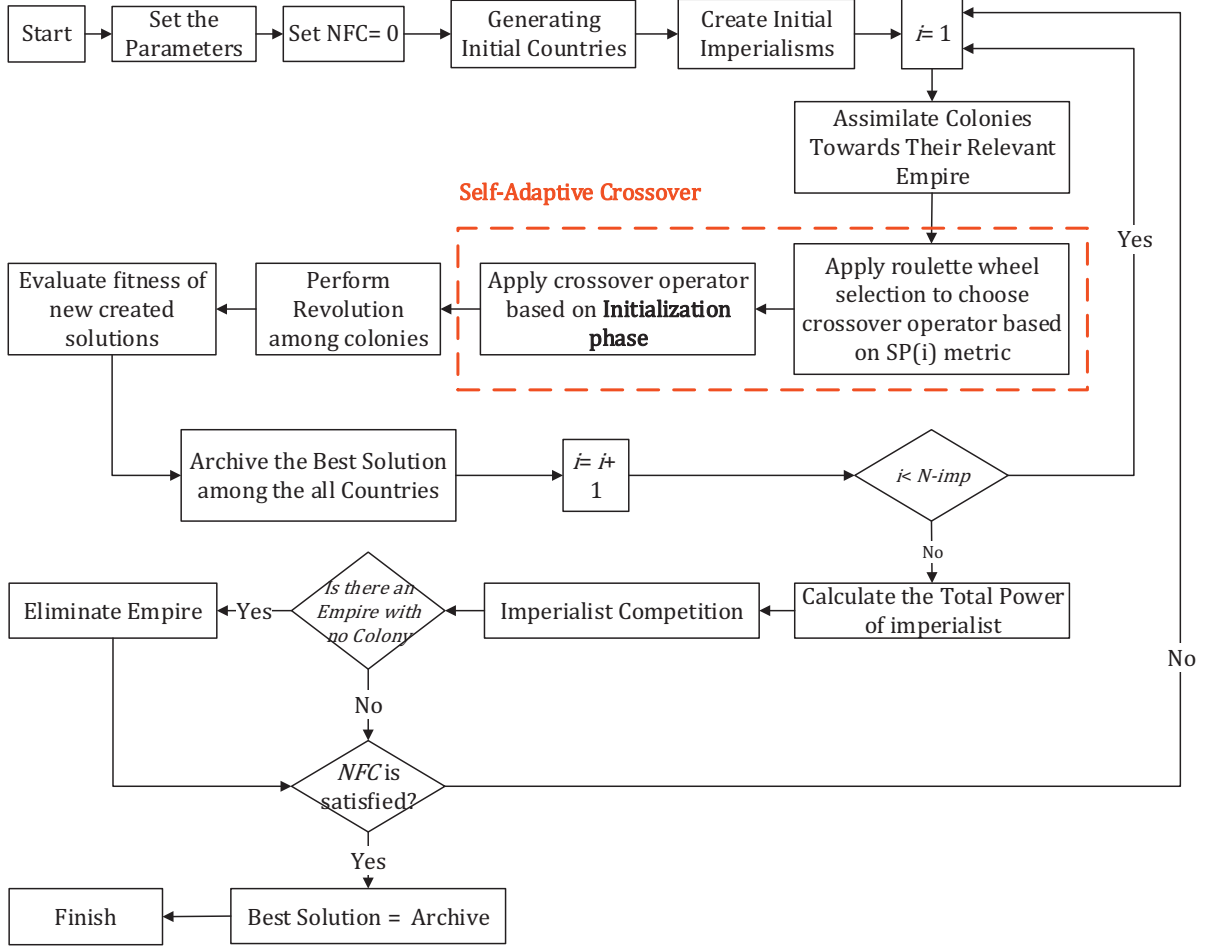 Start
Set the
Parameters
Set NFC= 0
Generating
Initial Countries
Create Initial
Imperialisms
i= 1
Assimilate Colonies
Towards Their Relevant
Empire
Self-Adaptive Crossover
Yes
Apply roulette wheel
selection to choose
crossover operator based
on SP(i) metric
Apply crossover operator
based on Initialization
phase
Perform
Revolution
among colonies
Evaluate fitness of
new created
solutions
Archive the Best Solution
among the all Countries
i= i+
1
i< N-imp
No
Calculate the Total Power
of imperialist
Imperialist Competition
Is there an
Empire with
no Colony
Yes
Eliminate Empire
No
No
NFC is
satisfied?
Yes
Best Solution = Archive
Finish